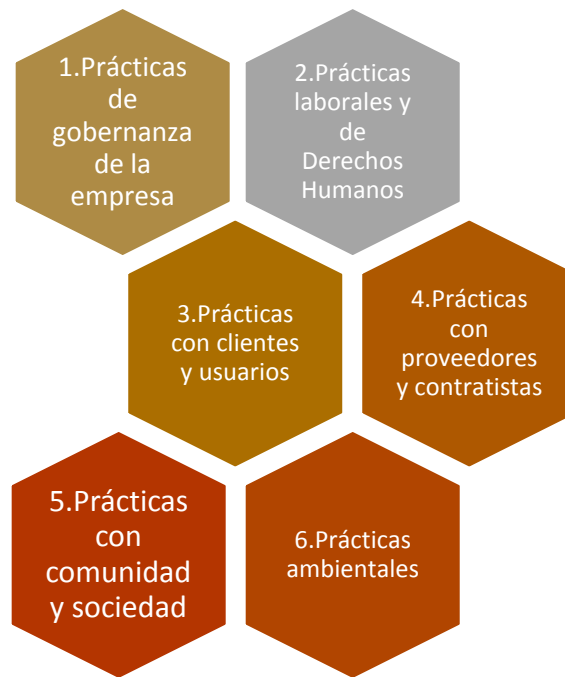 1.Prácticas
de
gobernanza
de la
empresa
2.Prácticas
laborales y
de
Derechos
Humanos
3.Prácticas
con clientes
y usuarios
4.Prácticas
con
proveedores
y contratistas
5.Prácticas
con
comunidad
y sociedad
6.Prácticas
ambientales